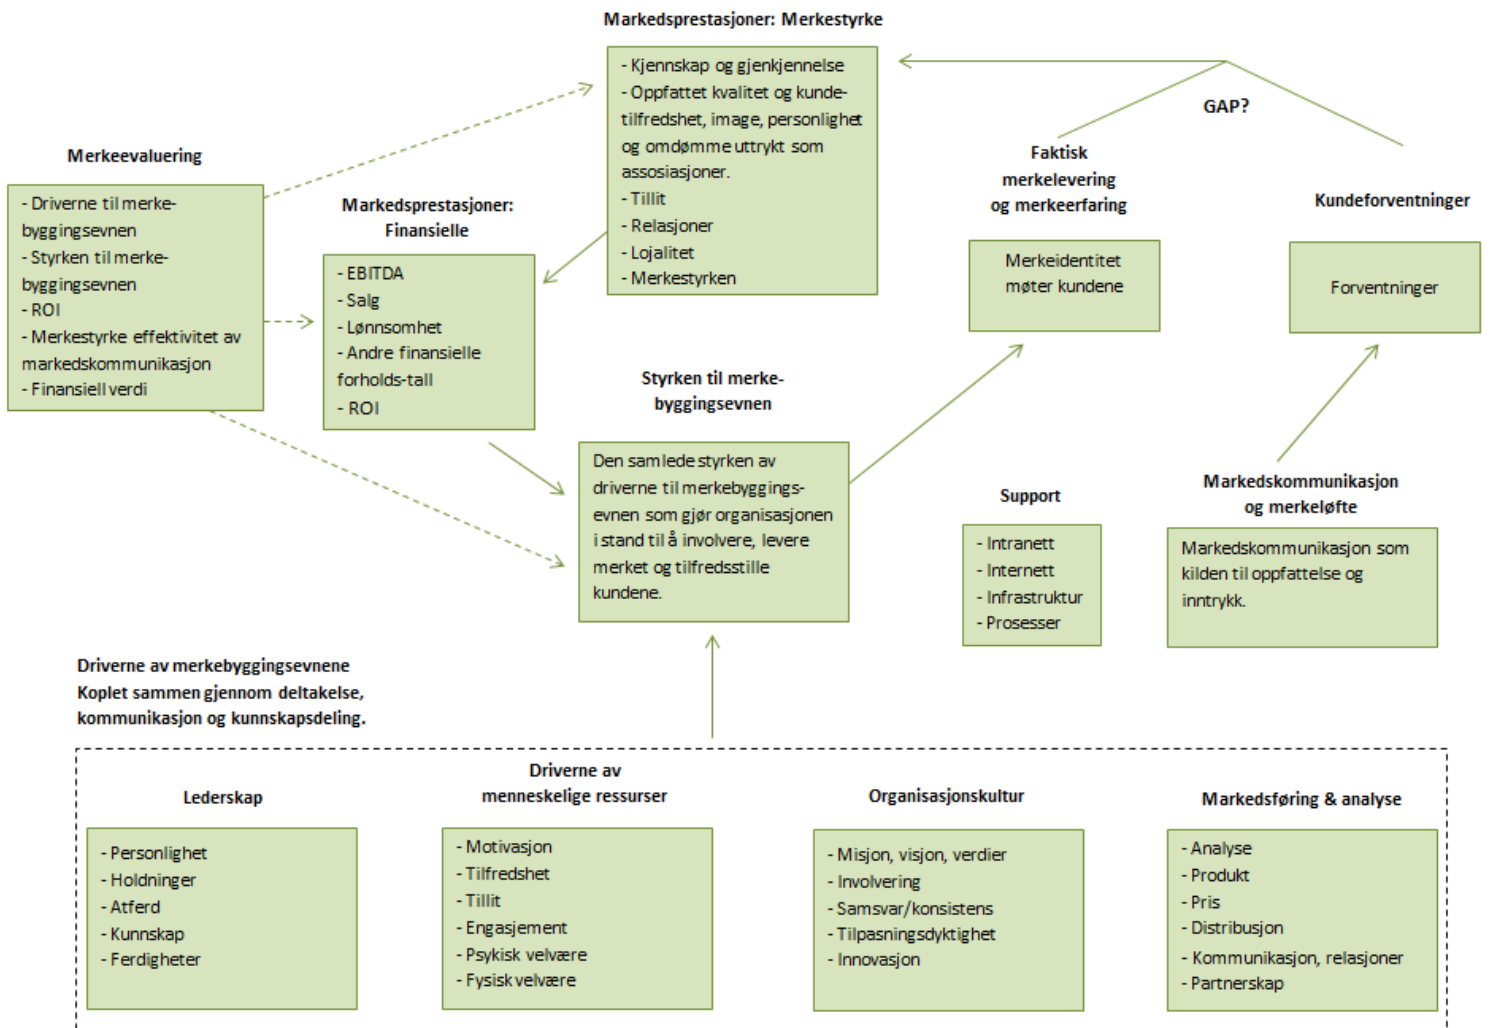 Markedsprestasjoner: Merkestyrke
- Kjennskap og gjenkjennelse
- Oppfattet kvalitet og kunde-
tilfredshet, image, personlighet
og omdømme uttrykt som
assosiasjoner.
- Tillit
- Relasjoner
- Lojalitet
- Merkestyrken
GAP?
Merkeevaluering
- Driverne til merke-
byggingsevnen
- Styrken til merke-
byggingsevnen
- ROI
- Merkestyrke effektivitet av
markedskommunikasjon
- Finansiell verdi
Markedsprestasjoner:
Finansielle
- EBITDA
- Salg
- Lønnsomhet
- Andre finansielle
forholds-tall
- ROI
Faktisk
merkelevering
og merkeerfaring
Merkeidentitet
møter kundene
Kundeforventninger
Forventninger
Styrken til merke-
byggingsevnen
Den samlede styrken av
driverne til merkebyggings-
evnen som gjør organisasjonen
i stand til å involvere, levere
merket og tilfredsstille
kundene.
Support
- Intranett
- Internett
- Infrastruktur
- Prosesser
Markedskommunikasjon
og merkeløfte
Markedskommunikasjon som
kilden til oppfattelse og
inntrykk.
Driverne av merkebyggingsevnene
Koplet sammen gjennom deltakelse,
kommunikasjon og kunnskapsdeling.
Lederskap
- Personlighet
- Holdninger
- Atferd
- Kunnskap
- Ferdigheter
Driverne av
menneskelige ressurser
- Motivasjon
- Tilfredshet
- Tillit
- Engasjement
- Psykisk velvære
- Fysisk velvære
Organisasjonskultur
- Misjon, visjon, verdier
- Involvering
- Samsvar/konsistens
- Tilpasningsdyktighet
- Innovasjon
Markedsføring & analyse
- Analyse
- Produkt
- Pris
- Distribusjon
- Kommunikasjon, relasjoner
- Partnerskap